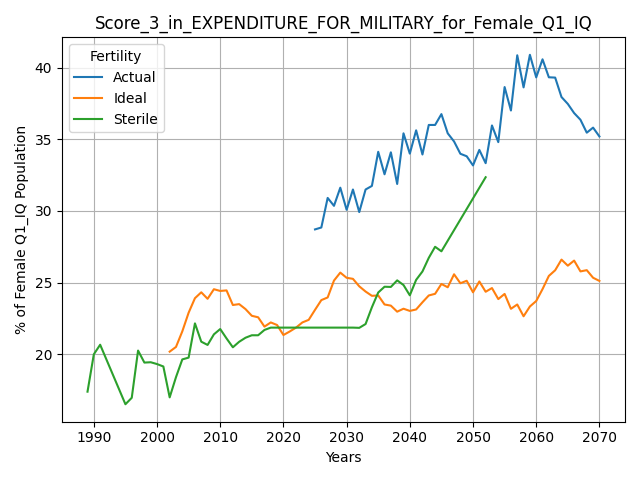 Score_3_in_EXPENDITURE_FOR_MILITARY_for_Female_Q1_IQ
Fertility
Actual
Ideal
Sterile
% of Female Q1_IQ Population
40
35
30
25
20
1990
2000
2010
2020
2030
2040
2050
2060
2070
Years